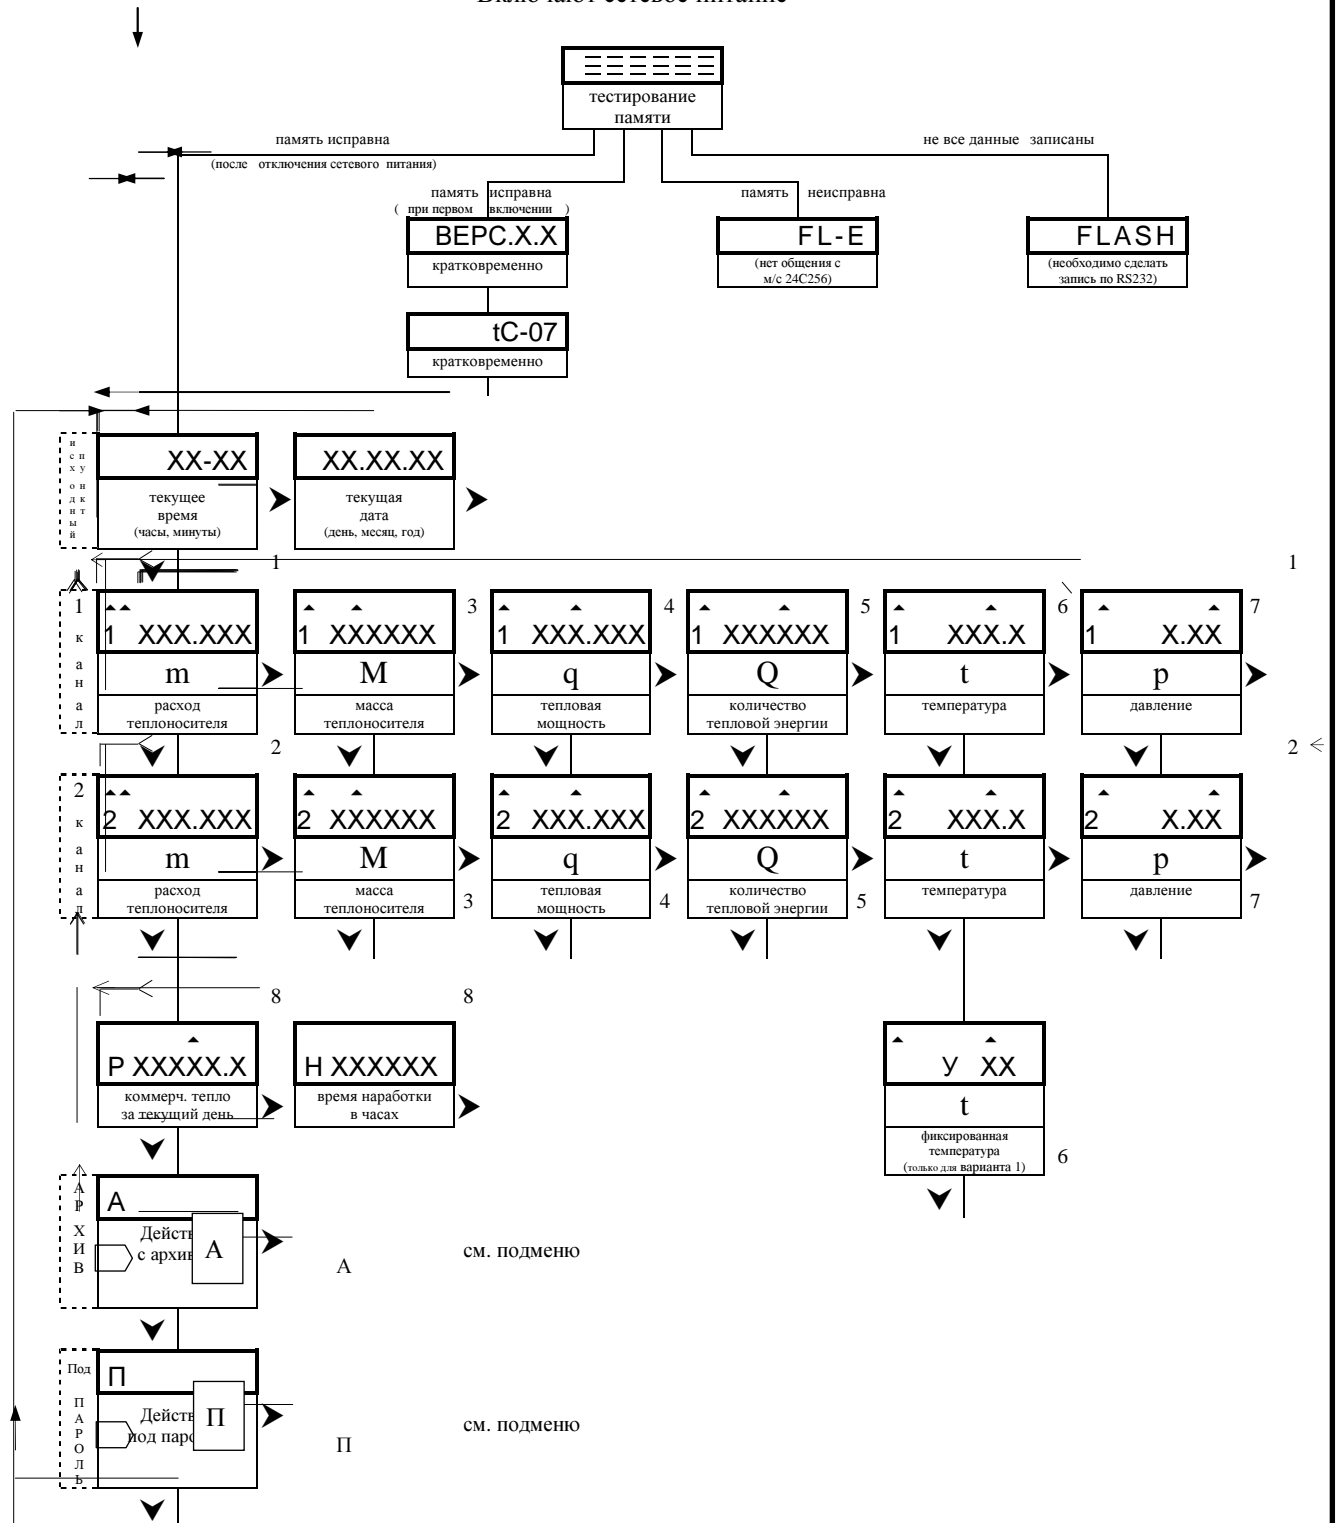 Включают сетевое питание
тестирование
памяти
память исправна
(после отключения сетевого питания)
не все данные записаны
память исправна
( при первом включении )
память неисправна
ВЕРС.Х.Х
кратковременно
FL-E
(нет общения с
м/с 24С256)
FLASH
(необходимо сделать
запись по RS232)
tC-07
кратковременно
исходный пункт
XX-XX
текущее
время
(часы, минуты)
XX.XX.XX
текущая
дата
(день, месяц, год)
1
1
1 канал
1 XXX.XXX
m
расход
теплоносителя
1 XXXXXX
M
масса
теплоносителя
3
1 XXX.XXX
q
тепловая
мощность
4
1 XXXXXX
Q
количество
тепловой энергии
5
1 XXX.X
t
температура
6
1 X.XX
p
давление
7
2
2
2 канал
2 XXX.XXX
m
расход
теплоносителя
2 XXXXXX
M
масса
теплоносителя
3
2 XXX.XXX
q
тепловая
мощность
4
2 XXXXXX
Q
количество
тепловой энергии
5
2 XXX.X
t
температура
2 X.XX
p
давление
7
8
8
Р XXXXX.X
коммерч. тепло
за текущий день
Н XXXXXX
время наработки
в часах
У XX
t
фиксированная
температура
(только для варианта 1)
6
АРХИВ
А
Действ
с архив
А
А
см. подменю
Под ПАРОЛЬ
П
Действ
под паро
П
П
см. подменю